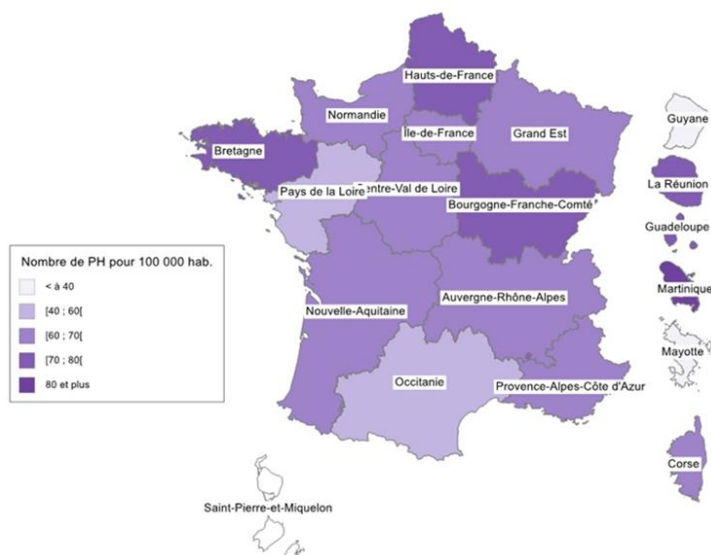 Hauts-de-France
Normandie
Île-de-France
Grand Est
Guyane
Bretagne
Pays de la Loire
Centre-Val de Loire
Bourgogne-Franche-Comté
La Réunion
Guadeloupe
Nombre de PH pour 100 000 hab.
< à 40
[40 ; 60[
[60 ; 70[
[70 ; 80[
80 et plus
Martinique
Nouvelle-Aquitaine
Auvergne-Rhône-Alpes
Mayotte
Occitanie
Provence-Alpes-Côte d'Azur
Corse
Saint-Pierre-et-Miquelon